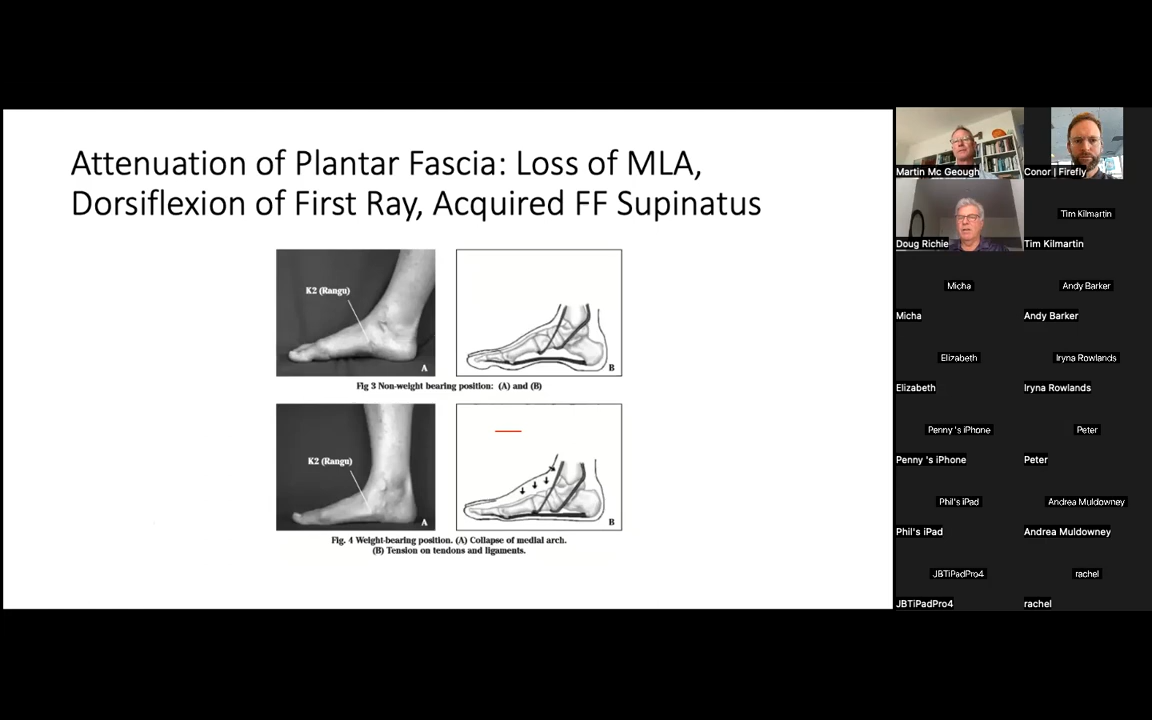 Attenuation of Plantar Fascia: Loss of MLA,
Dorsiflexion of First Ray, Acquired FF Supinatus
K2 (Rangu)
A
B
Fig 3 Non-weight bearing position: (A) and (B)
K2 (Rangu)
A
B
Fig. 4 Weight-bearing position. (A) Collapse of medial arch.
(B) Tension on tendons and ligaments.
Martin Mc Geough
Conor | Firefly
Doug Richie
Tim Kilmartin
Tim Kilmartin
Micha
Micha
Andy Barker
Andy Barker
Elizabeth
Elizabeth
Iryna Rowlands
Iryna Rowlands
Penny 's iPhone
Penny 's iPhone
Peter
Peter
Phil's iPad
Phil's iPad
Andrea Muldowney
Andrea Muldowney
JBTiPadPro4
JBTiPadPro4
rachel
rachel